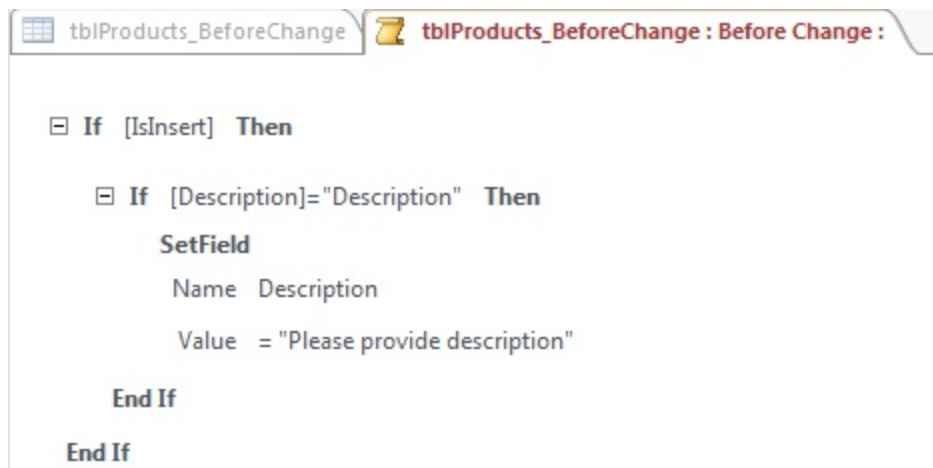 tblProducts_BeforeChange tblProducts_BeforeChange : Before Change :
If [IsInsert] Then
If [Description]="Description" Then
SetField
Name Description
Value = "Please provide description"
End If
End If